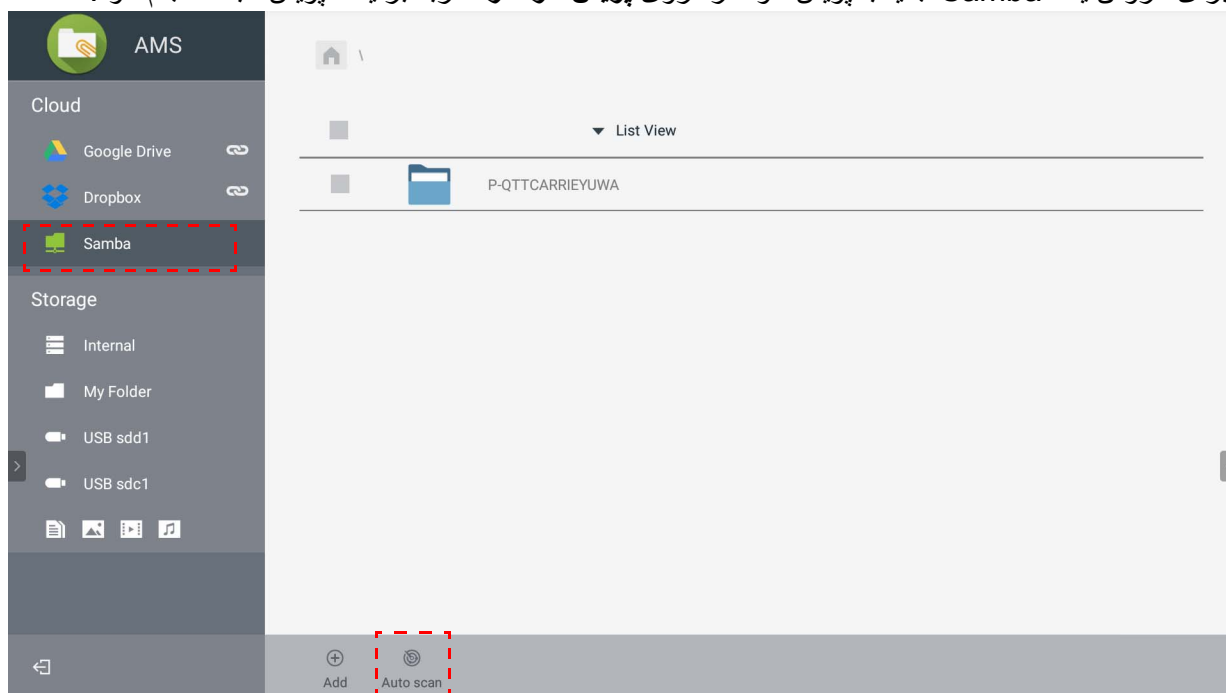 Samba
AMS
\
Cloud
List View
Google Drive
P-QTTCARRIEYUWA
Dropbox
Samba
Storage
Internal
My Folder
USB sdd1
USB sdc1
Add
Auto scan